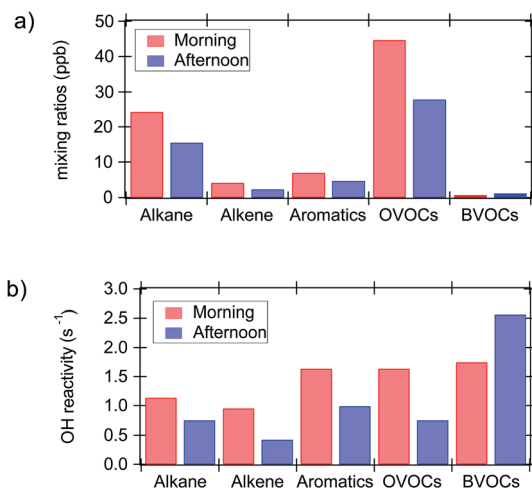 a)
mixing ratios (ppb)
50
40
30
20
10
0
Morning
Afternoon
Alkane Alkene Aromatics OVOCs BVOCs
b)
OH reactivity (s⁻¹)
3.0
2.5
2.0
1.5
1.0
0.5
0.0
Morning
Afternoon
Alkane Alkene Aromatics OVOCs BVOCs